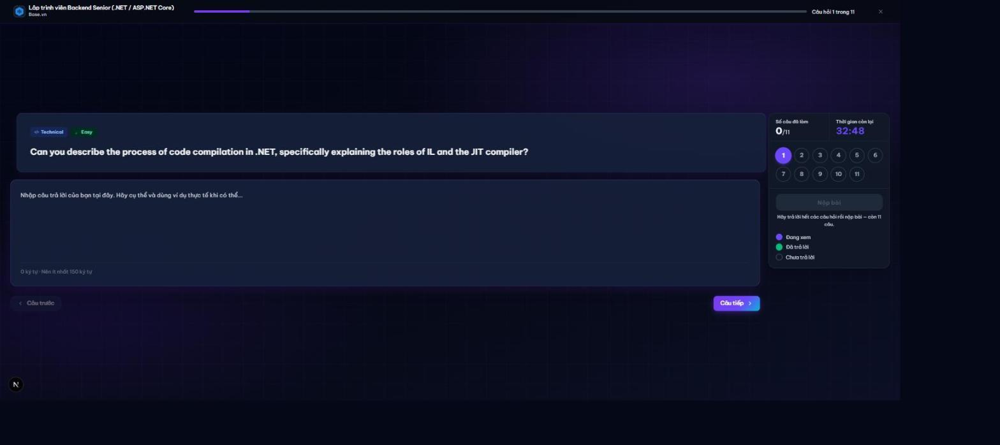 Lập trình viên Backend Senior (.NET / ASP.NET Core)
Base.vn
Câu hỏi 1 trong 11
</> Technical
Easy
Can you describe the process of code compilation in .NET, specifically explaining the roles of IL and the JIT compiler?
Nhập câu trả lời của bạn tại đây. Hãy cụ thể và dùng ví dụ thực tế khi có thể...
0 ký tự · Nên ít nhất 150 ký tự
Câu trước
Câu tiếp
Số câu đã làm
0/11
Thời gian còn lại
32:48
1 2 3 4 5 6
7 8 9 10 11
Nộp bài
Hãy trả lời hết các câu hỏi rồi nộp bài — còn 11
câu.
Đang xem
Đã trả lời
Chưa trả lời
N